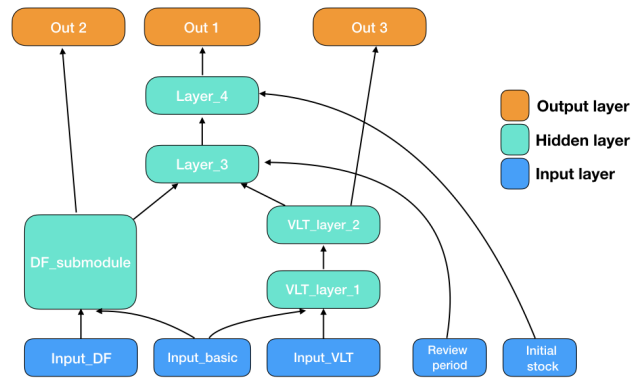 Out 2
Out 1
Out 3
Layer_4
Output layer
Hidden layer
Layer_3
Input layer
VLT_layer_2
DF_submodule
VLT_layer_1
Input_DF
Input_basic
Input_VLT
Review
period
Initial
stock